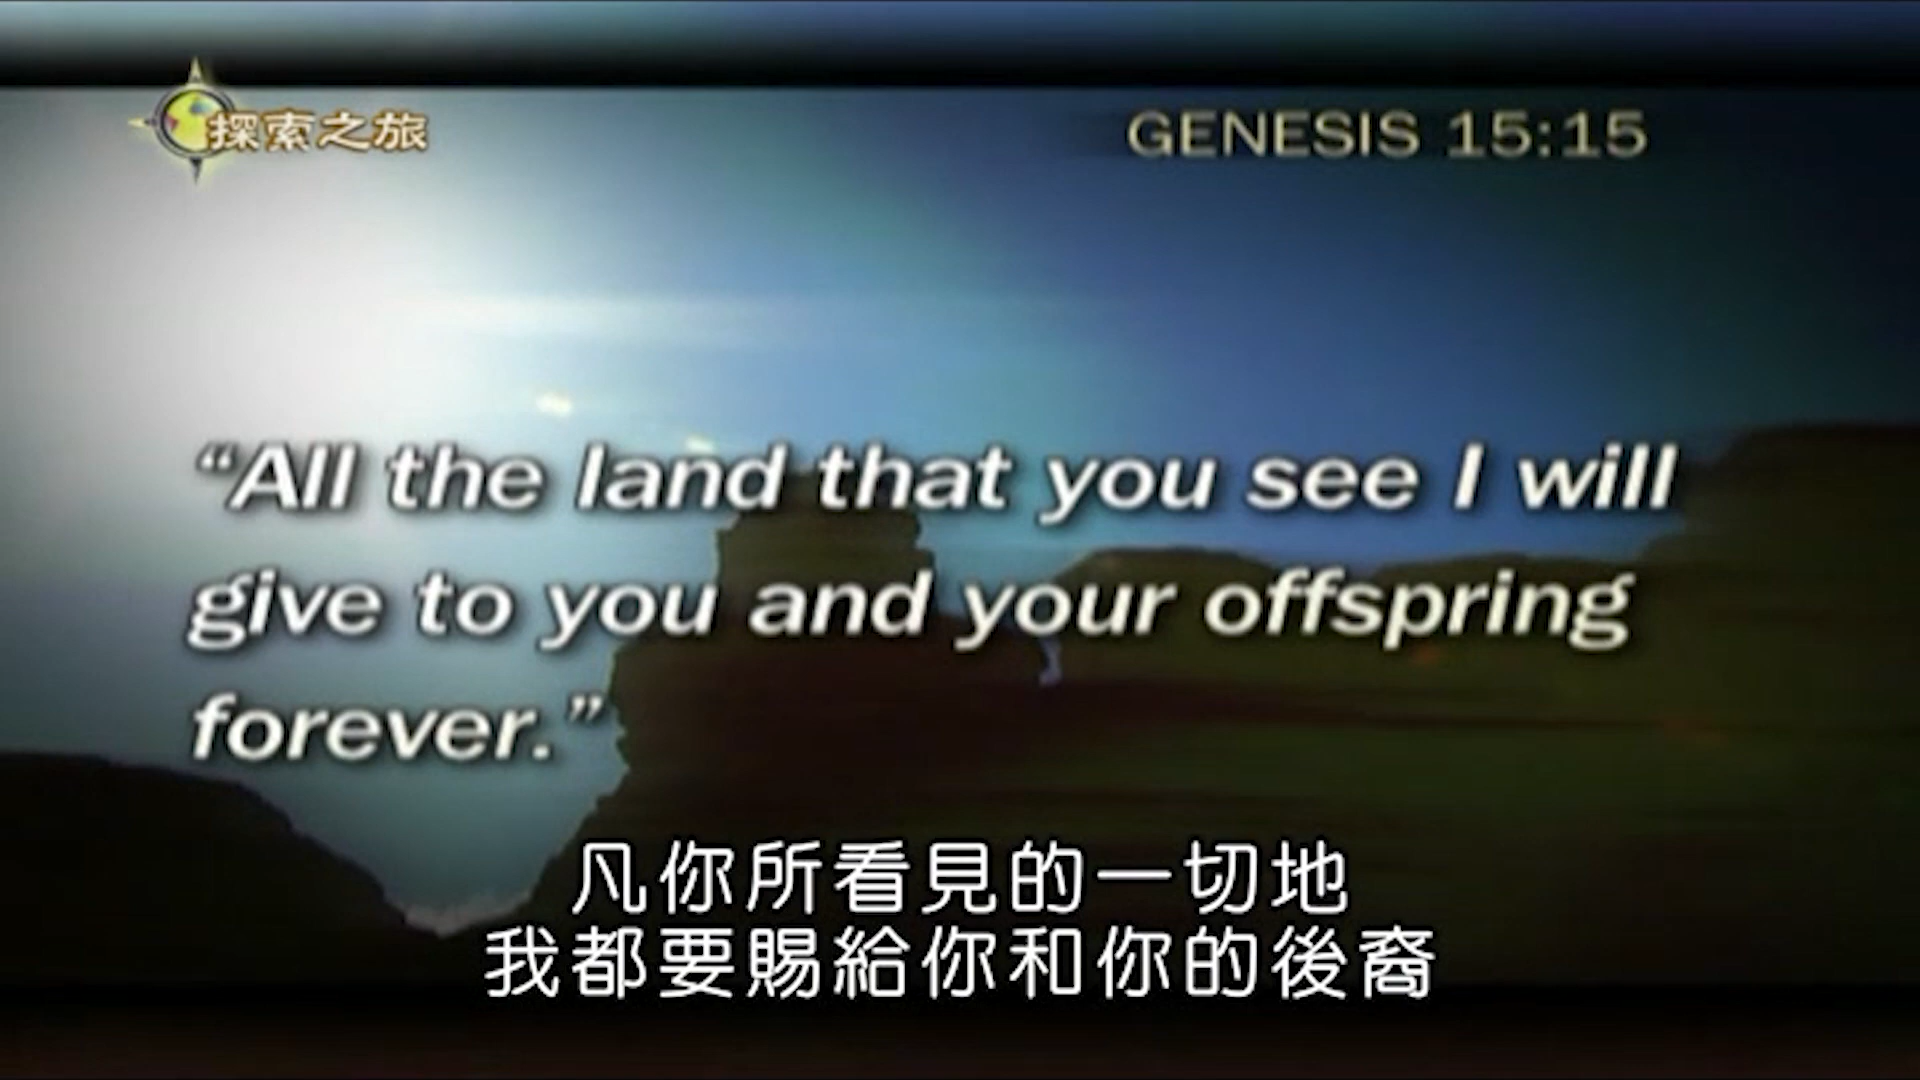 探索之旅
GENESIS 15:15
“All the land that you see I will
give to you and your offspring
forever.”
凡你所看見的一切地
我都要賜給你和你的後裔